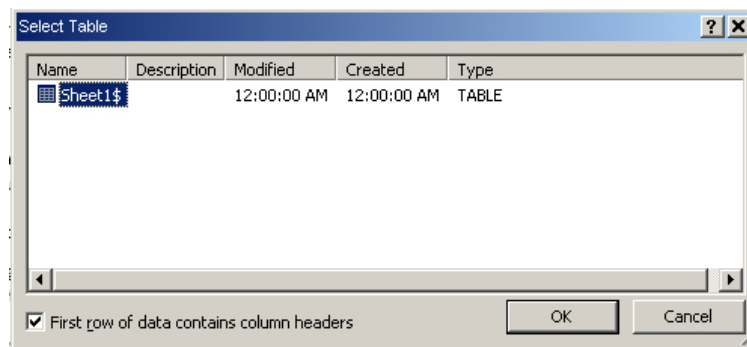 Select Table
Name Description Modified Created Type
Sheet1$ 12:00:00 AM 12:00:00 AM TABLE
First row of data contains column headers OK Cancel